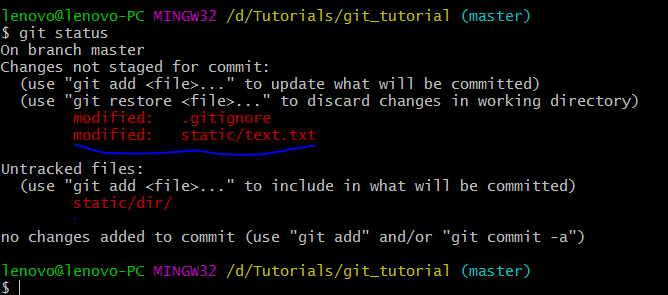 lenovo@lenovo-PC MINGW32 /d/Tutorials/git_tutorial (master)
$ git status
On branch master
Changes not staged for commit:
  (use "git add <file>..." to update what will be committed)
  (use "git restore <file>..." to discard changes in working directory)
        modified:   .gitignore
        modified:   static/text.txt

Untracked files:
  (use "git add <file>..." to include in what will be committed)
        static/dir/

no changes added to commit (use "git add" and/or "git commit -a")

lenovo@lenovo-PC MINGW32 /d/Tutorials/git_tutorial (master)
$